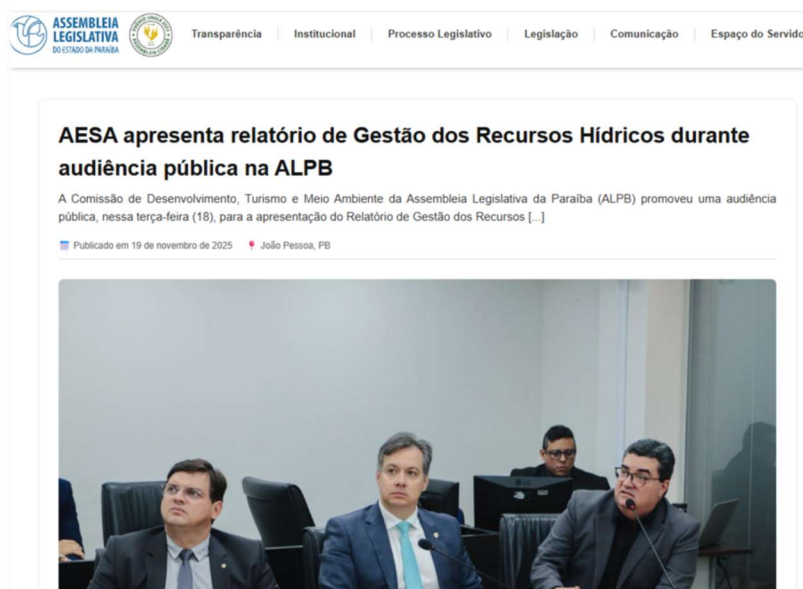 ASSEMBLEIA
LEGISLATIVA
DO ESTADO DA PARAÍBA
Transparência
Institucional
Processo Legislativo
Legislação
Comunicação
Espaço do Servido
AESA apresenta relatório de Gestão dos Recursos Hídricos durante
audiência pública na ALPB
A Comissão de Desenvolvimento, Turismo e Meio Ambiente da Assembleia Legislativa da Paraíba (ALPB) promoveu uma audiência
pública, nessa terça-feira (18), para a apresentação do Relatório de Gestão dos Recursos [...]
Publicado em 19 de novembro de 2025
João Pessoa, PB